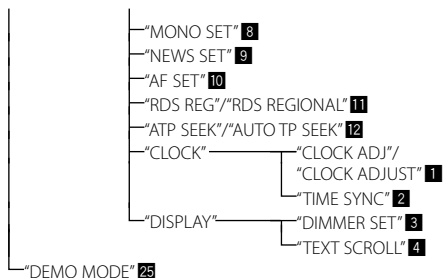 “MONO SET” 8
“NEWS SET” 9
“AF SET” 10
“RDS REG”/“RDS REGIONAL” 11
“ATP SEEK”/“AUTO TP SEEK” 12
“CLOCK” “CLOCK ADJ”/
“CLOCK ADJUST” 1
“TIME SYNC” 2
“DISPLAY” “DIMMER SET” 3
“TEXT SCROLL” 4
“DEMO MODE” 25